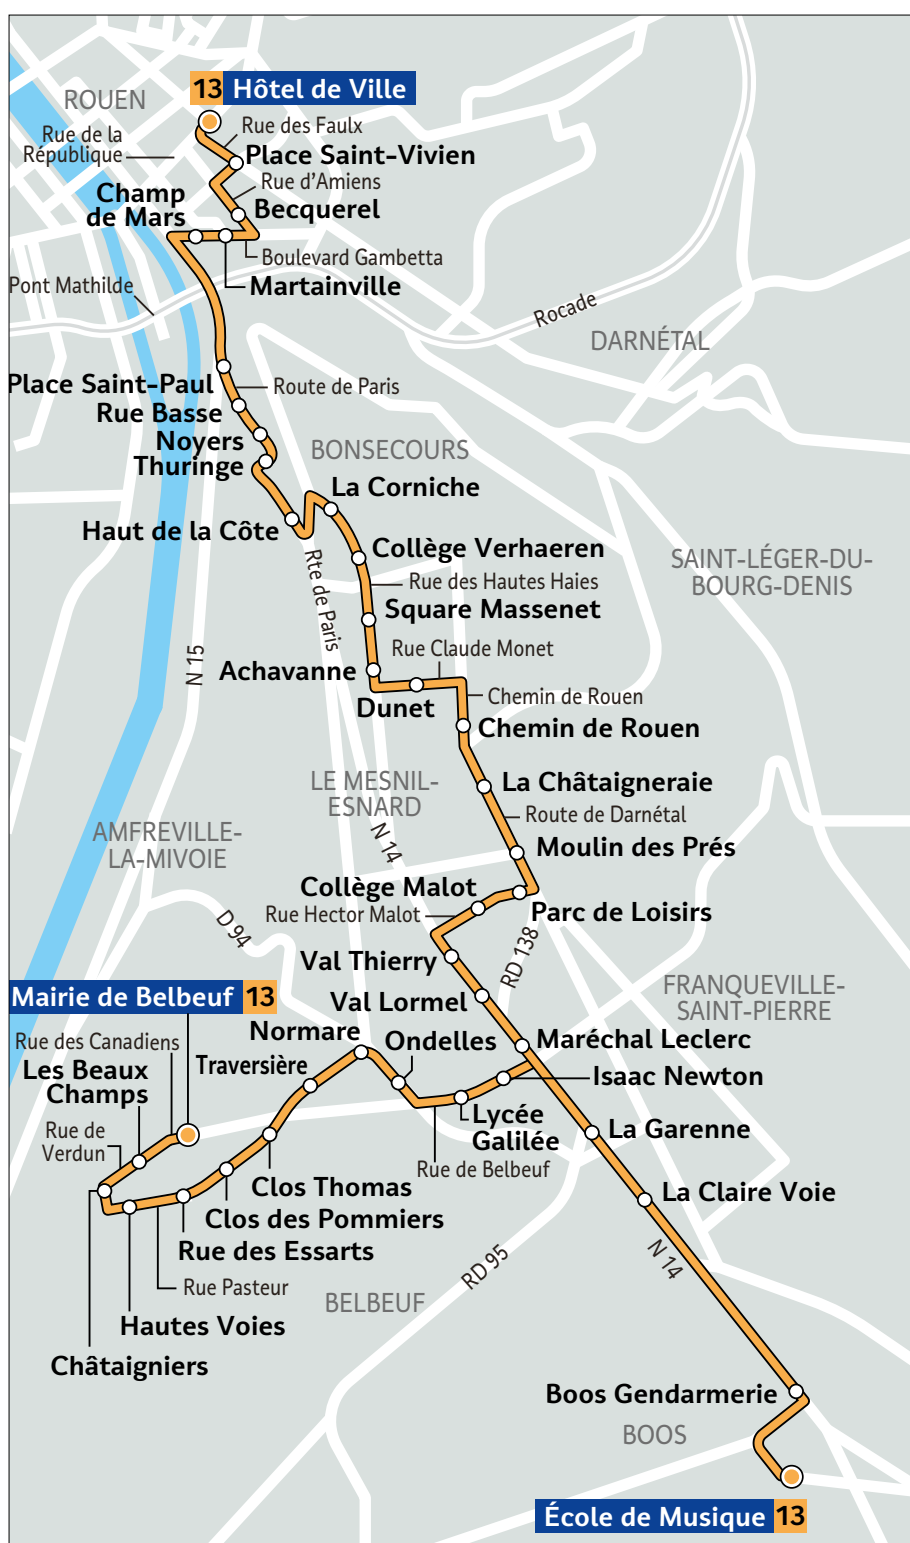 13 Hôtel de Ville
ROUEN
Rue des Faulx
Rue de la
République
Place Saint-Vivien
Rue d'Amiens
Champ
de Mars
Becquerel
Boulevard Gambetta
Pont Mathilde
Martainville
Rocade
DARNÉTAL
Place Saint-Paul
Route de Paris
Rue Basse
Noyers
BONSECOURS
Thuringe
La Corniche
Haut de la Côte
Collège Verhaeren
SAINT-LÉGER-DU-
BOURG-DENIS
Rue des Hautes Haies
Rte de Paris
Square Massenet
N 15
Rue Claude Monet
Achavanne
Chemin de Rouen
Dunet
Chemin de Rouen
LE MESNIL-
ESNARD
La Châtaigneraie
Route de Darnétal
AMFREVILLE-
LA-MIVOIE
N 14
Moulin des Prés
Collège Malot
Rue Hector Malot
Parc de Loisirs
D 94
RD 138
Val Thierry
FRANQUEVILLE-
SAINT-PIERRE
Mairie de Belbeuf 13
Val Lormel
Normare
Rue des Canadiens
Ondelles
Maréchal Leclerc
Les Beaux
Champs
Traversière
Isaac Newton
Lycée
Galilée
La Garenne
Rue de
Verdun
Rue de Belbeuf
Clos Thomas
La Claire Voie
Clos des Pommiers
Rue des Essarts
RD 95
N 14
Rue Pasteur
BELBEUF
Hautes Voies
Châtaigniers
Boos Gendarmerie
BOOS
École de Musique 13